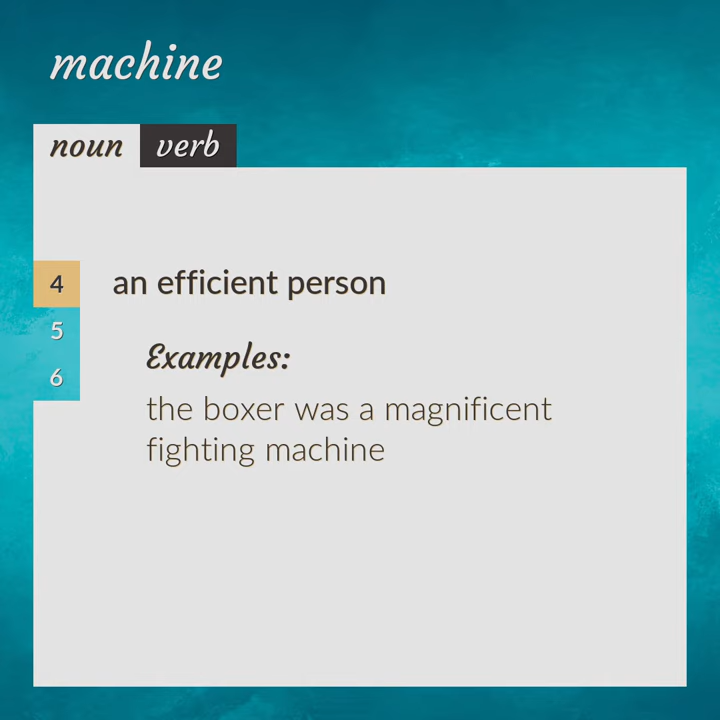 machine
noun verb
4 an efficient person
5
Examples:
6
the boxer was a magnificent
fighting machine